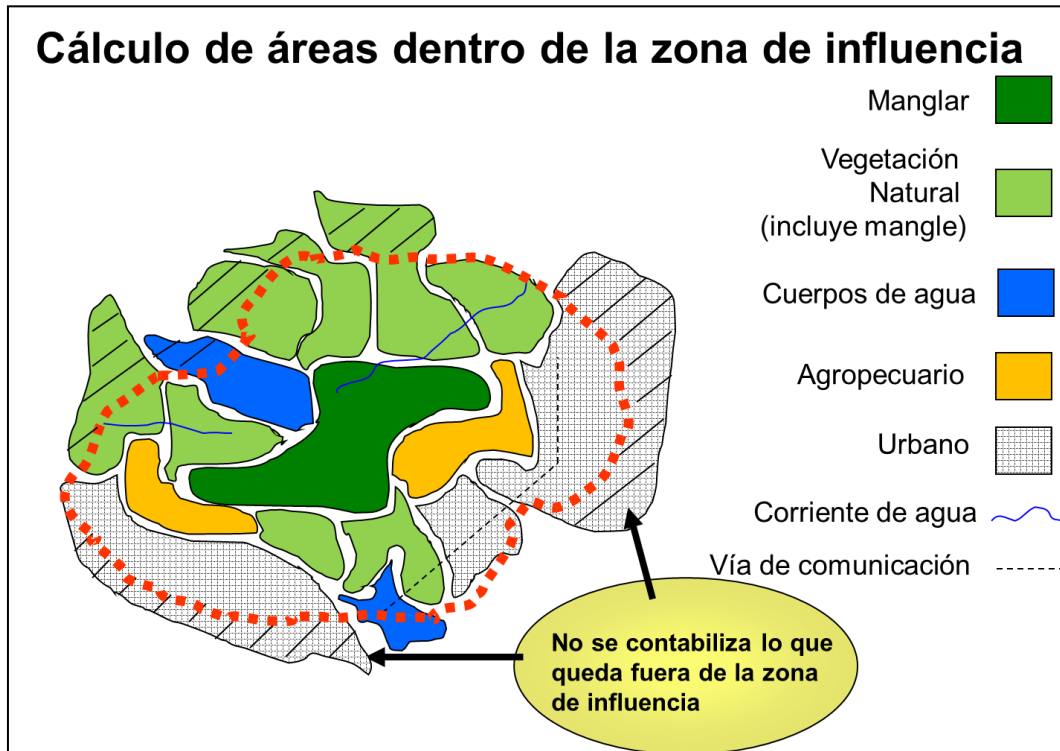 Cálculo de áreas dentro de la zona de influencia
Manglar
Vegetación
Natural
(incluye mangle)
Cuerpos de agua
Agropecuario
Urbano
Corriente de agua
Vía de comunicación
No se contabiliza lo que
queda fuera de la zona
de influencia